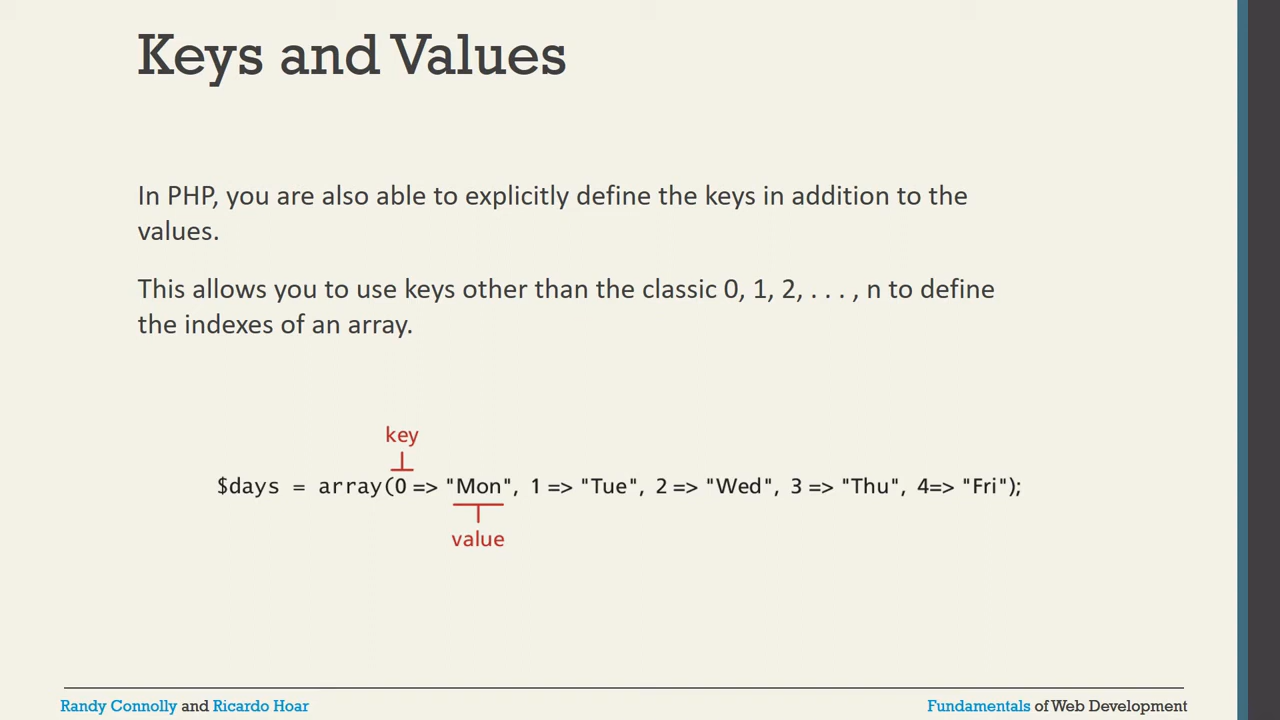 Keys and Values
In PHP, you are also able to explicitly define the keys in addition to the
values.
This allows you to use keys other than the classic 0, 1, 2, . . . , n to define
the indexes of an array.
key
$days = array(0 => "Mon", 1 => "Tue", 2 => "Wed", 3 => "Thu", 4=> "Fri");
value
Randy Connolly and Ricardo Hoar
Fundamentals of Web Development